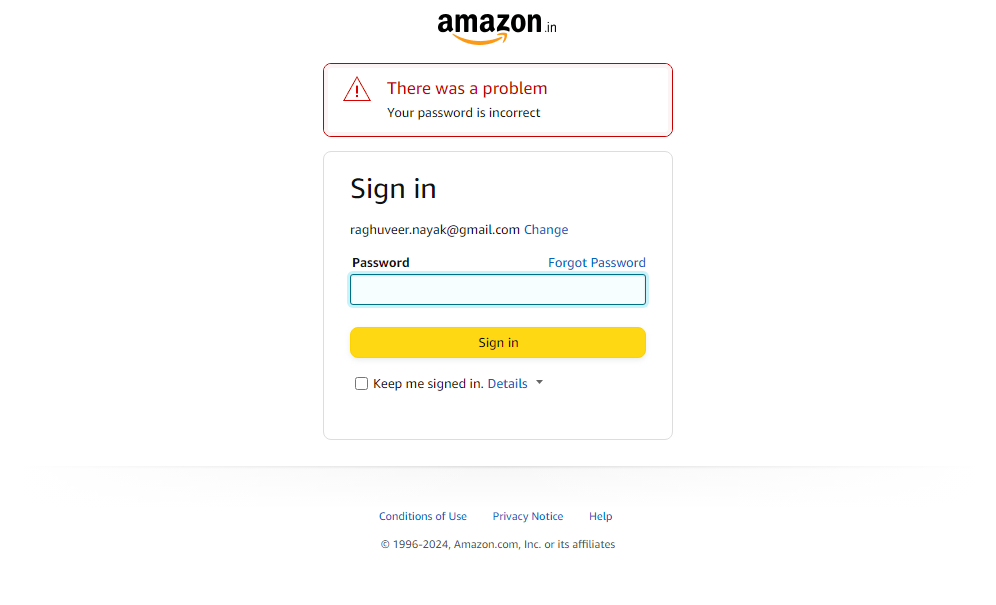 amazon.in
There was a problem
Your password is incorrect
Sign in
raghuveer.nayak@gmail.com Change
Password Forgot Password
Sign in
Keep me signed in. Details
Conditions of Use Privacy Notice Help
© 1996-2024, Amazon.com, Inc. or its affiliates